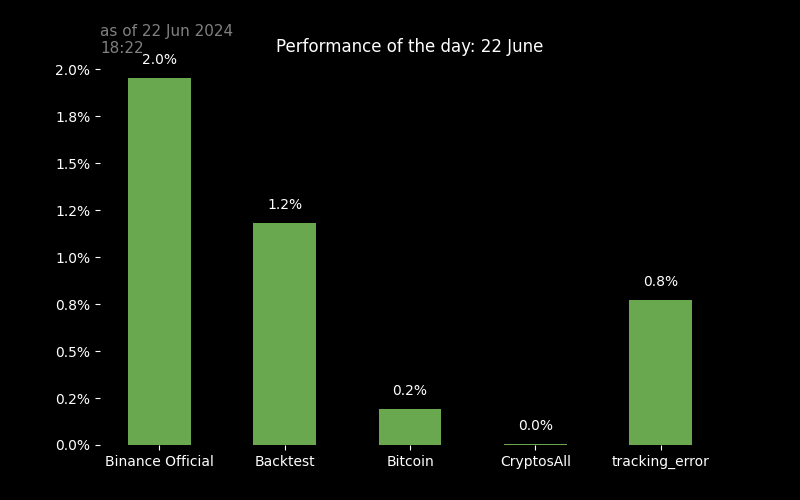 as of 22 Jun 2024
18:22
Performance of the day: 22 June
2.0%
1.8%
1.5%
1.2%
1.0%
0.8%
0.5%
0.2%
0.0%
2.0%
1.2%
0.2%
0.0%
0.8%
Binance Official
Backtest
Bitcoin
CryptosAll
tracking_error